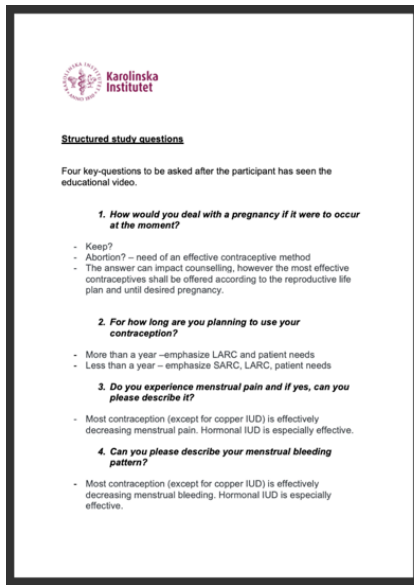 KAROLINSKA INSTITUTET
ANNO 1810
Karolinska
Institutet
Structured study questions
Four key-questions to be asked after the participant has seen the
educational video.
1. How would you deal with a pregnancy if it were to occur
at the moment?
- Keep?
- Abortion? – need of an effective contraceptive method
- The answer can impact counselling, however the most effective
contraceptives shall be offered according to the reproductive life
plan and until desired pregnancy.
2. For how long are you planning to use your
contraception?
- More than a year –emphasize LARC and patient needs
- Less than a year – emphasize SARC, LARC, patient needs
3. Do you experience menstrual pain and if yes, can you
please describe it?
- Most contraception (except for copper IUD) is effectively
decreasing menstrual pain. Hormonal IUD is especially effective.
4. Can you please describe your menstrual bleeding
pattern?
- Most contraception (except for copper IUD) is effectively
decreasing menstrual bleeding. Hormonal IUD is especially
effective.